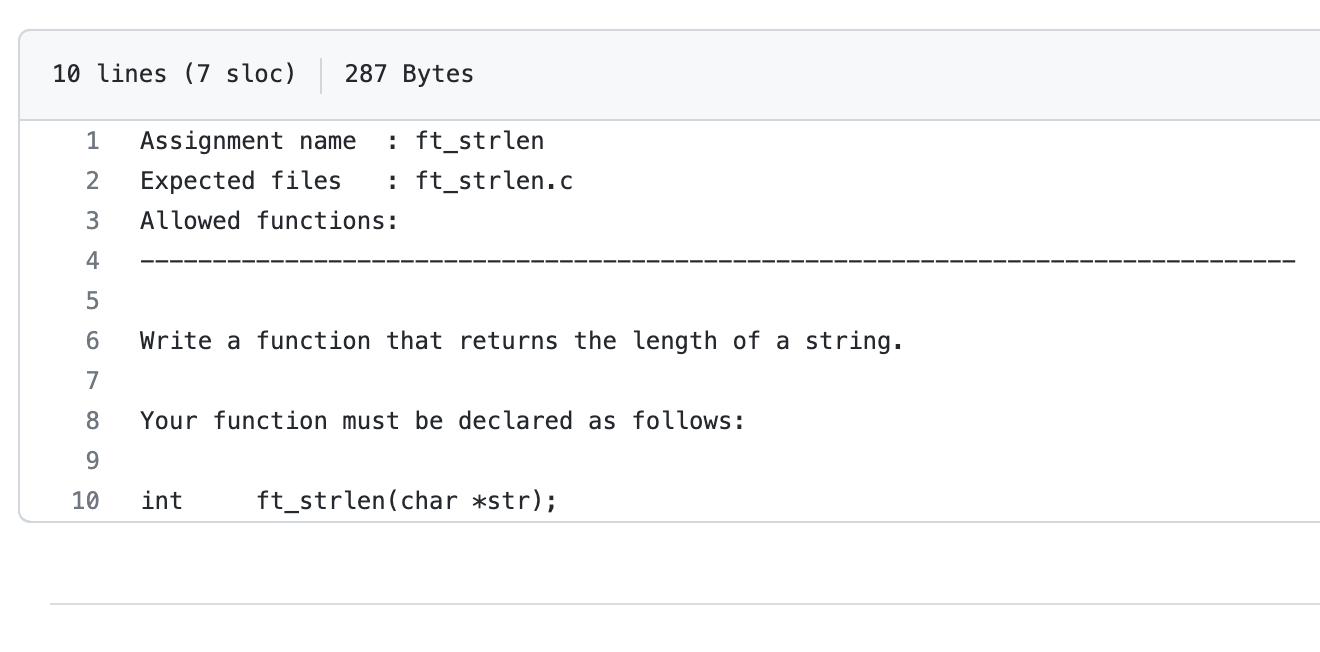 10 lines (7 sloc) 287 Bytes
1 Assignment name  : ft_strlen
2 Expected files   : ft_strlen.c
3 Allowed functions:
4 --------------------------------------------------------------------------------
5
6 Write a function that returns the length of a string.
7
8 Your function must be declared as follows:
9
10 int     ft_strlen(char *str);